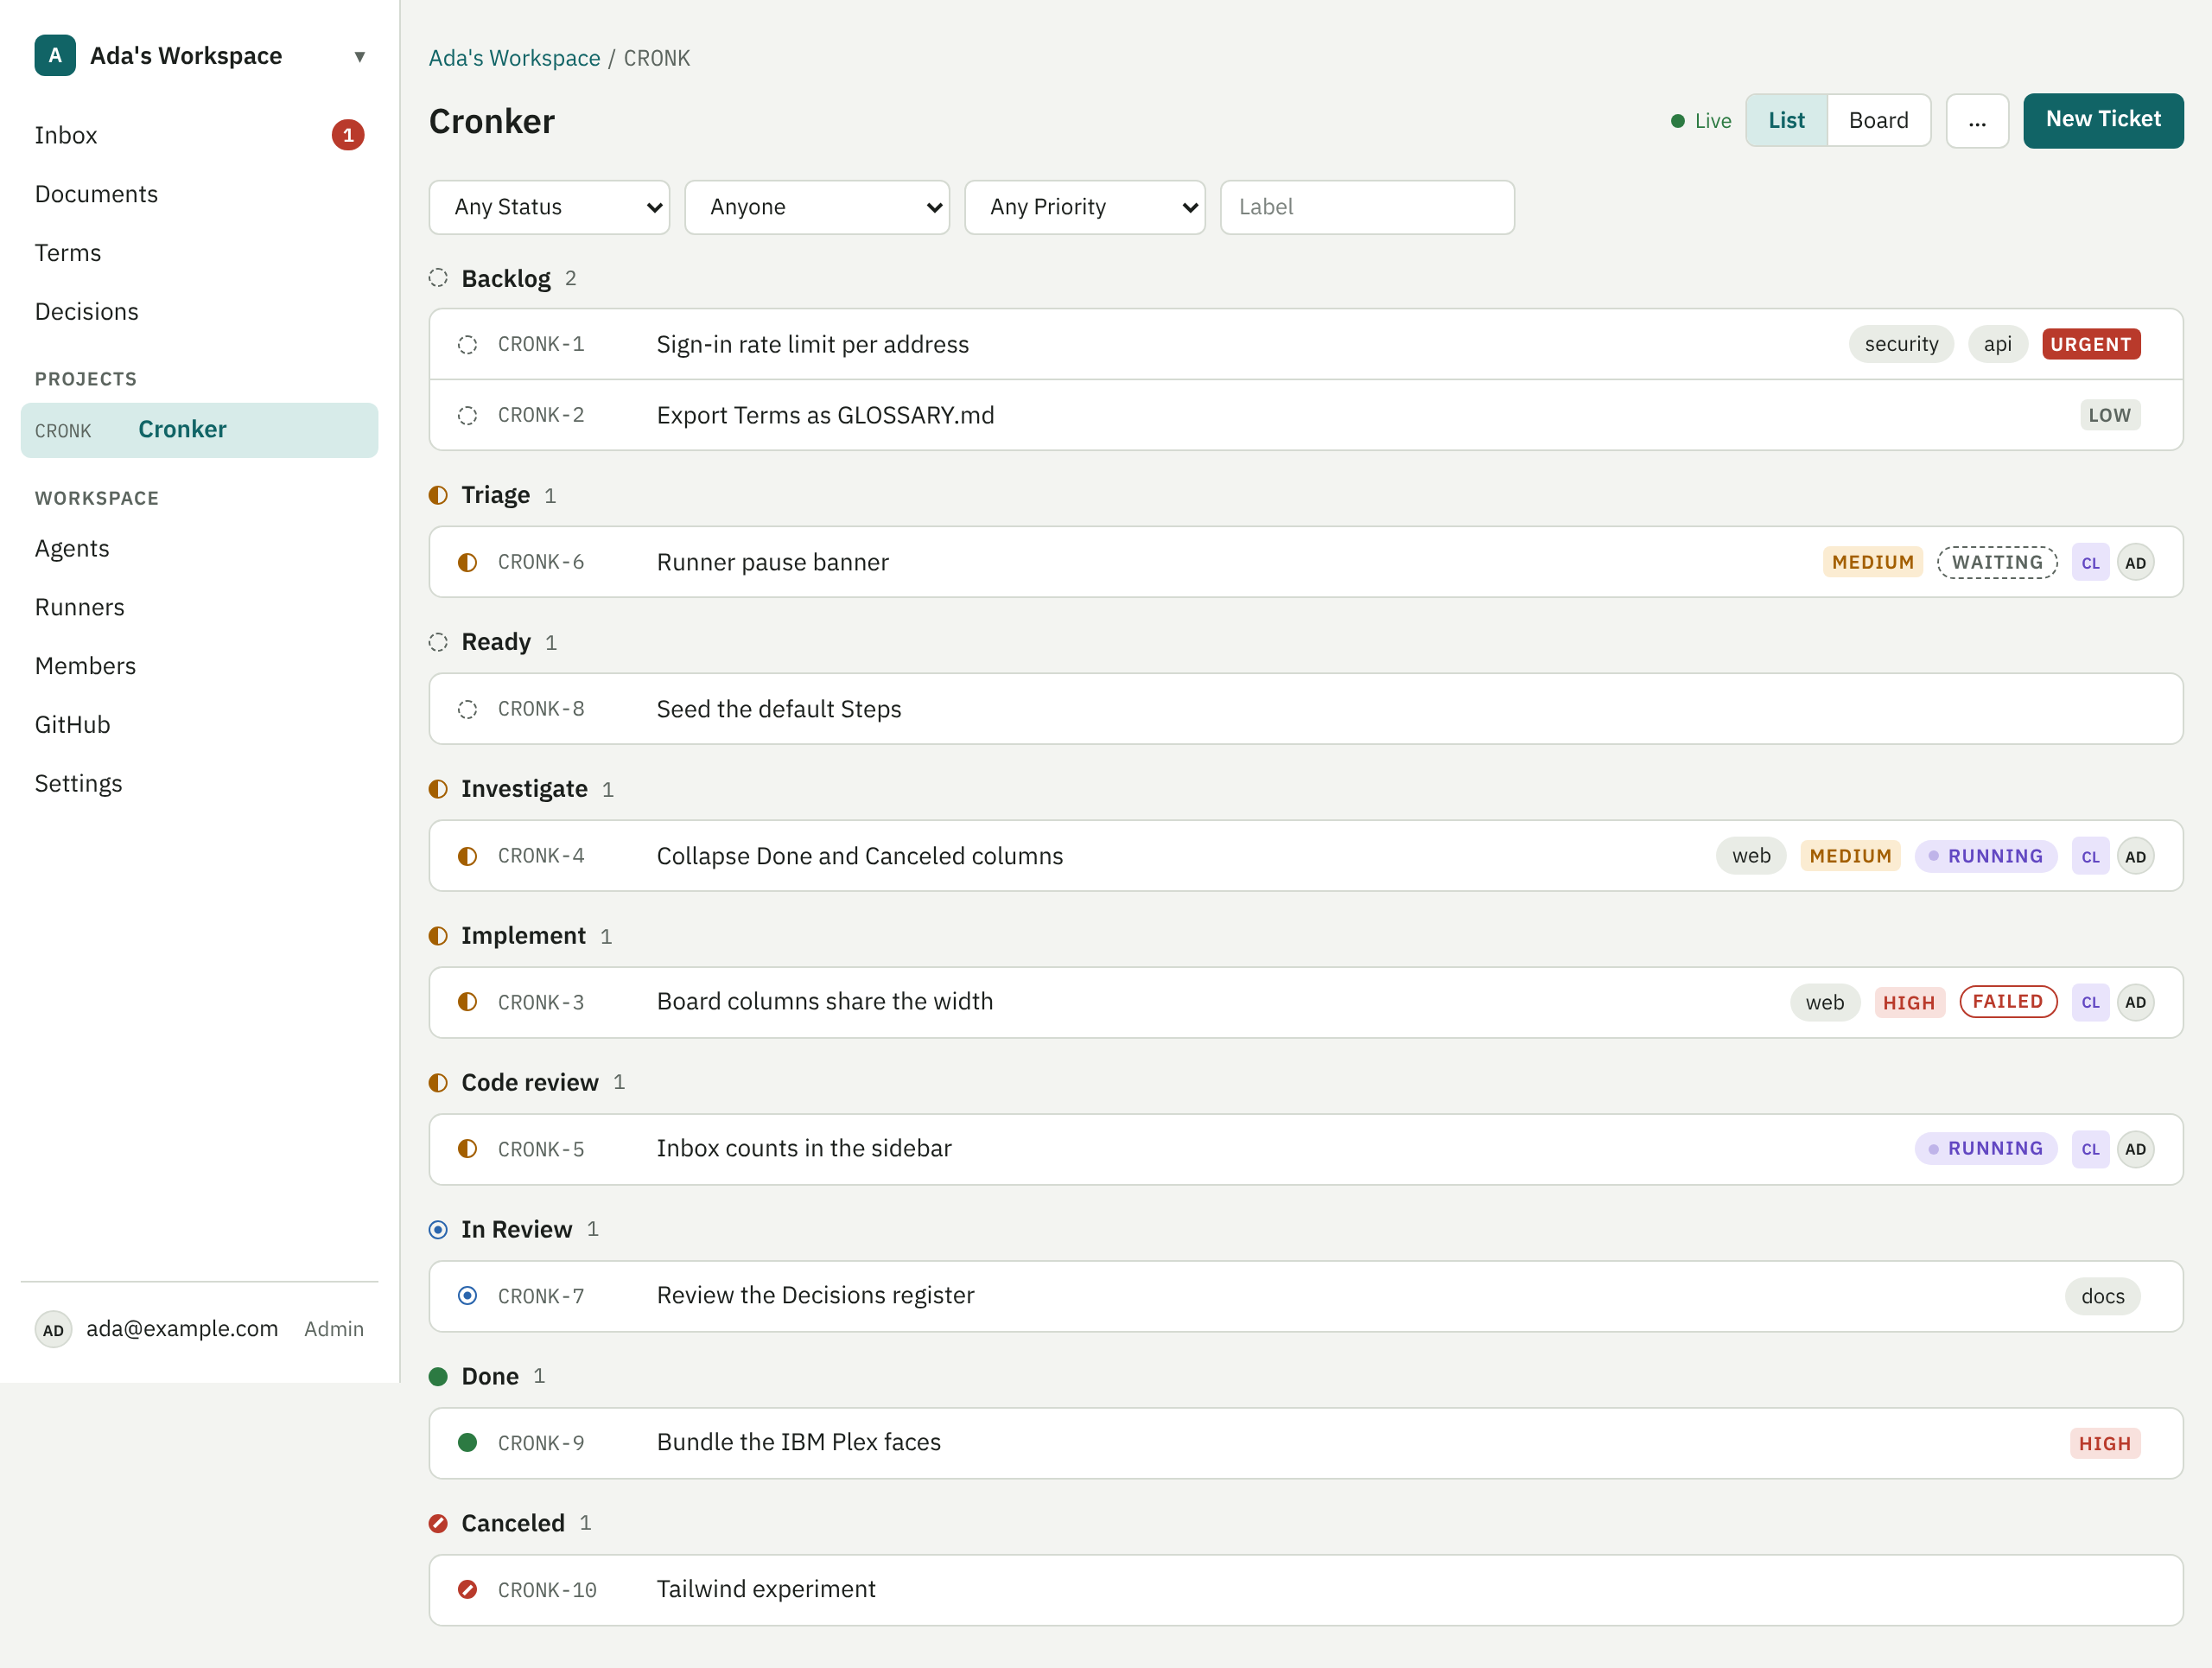 A Ada's Workspace ▾
Inbox 1
Documents
Terms
Decisions
PROJECTS
CRONK Cronker
WORKSPACE
Agents
Runners
Members
GitHub
Settings
AD ada@example.com Admin
Ada's Workspace / CRONK
Cronker
Live List Board ... New Ticket
Any Status Anyone Any Priority Label
Backlog 2
CRONK-1 Sign-in rate limit per address security api URGENT
CRONK-2 Export Terms as GLOSSARY.md LOW
Triage 1
CRONK-6 Runner pause banner MEDIUM WAITING CL AD
Ready 1
CRONK-8 Seed the default Steps
Investigate 1
CRONK-4 Collapse Done and Canceled columns web MEDIUM RUNNING CL AD
Implement 1
CRONK-3 Board columns share the width web HIGH FAILED CL AD
Code review 1
CRONK-5 Inbox counts in the sidebar RUNNING CL AD
In Review 1
CRONK-7 Review the Decisions register docs
Done 1
CRONK-9 Bundle the IBM Plex faces HIGH
Canceled 1
CRONK-10 Tailwind experiment